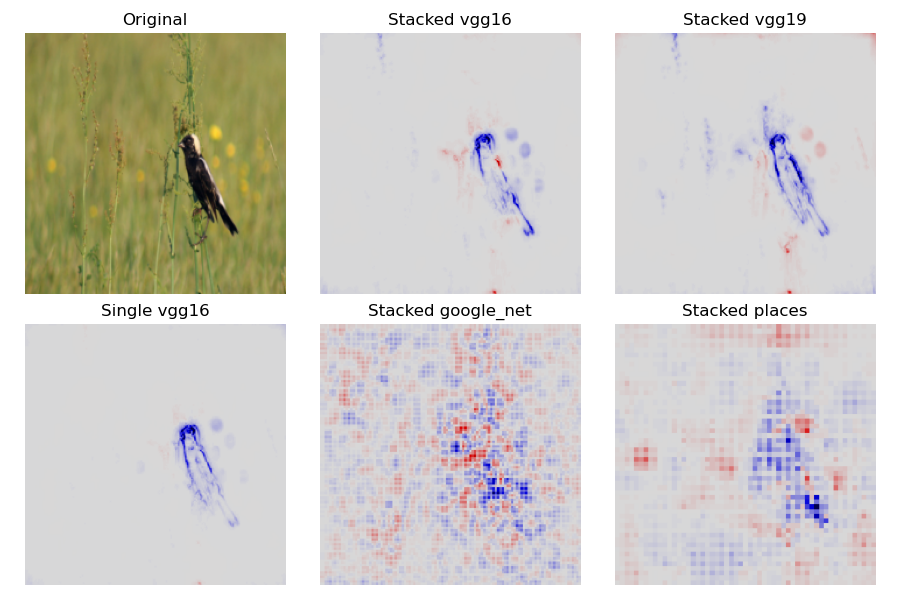 Original
Stacked vgg16
Stacked vgg19
Single vgg16
Stacked google_net
Stacked places